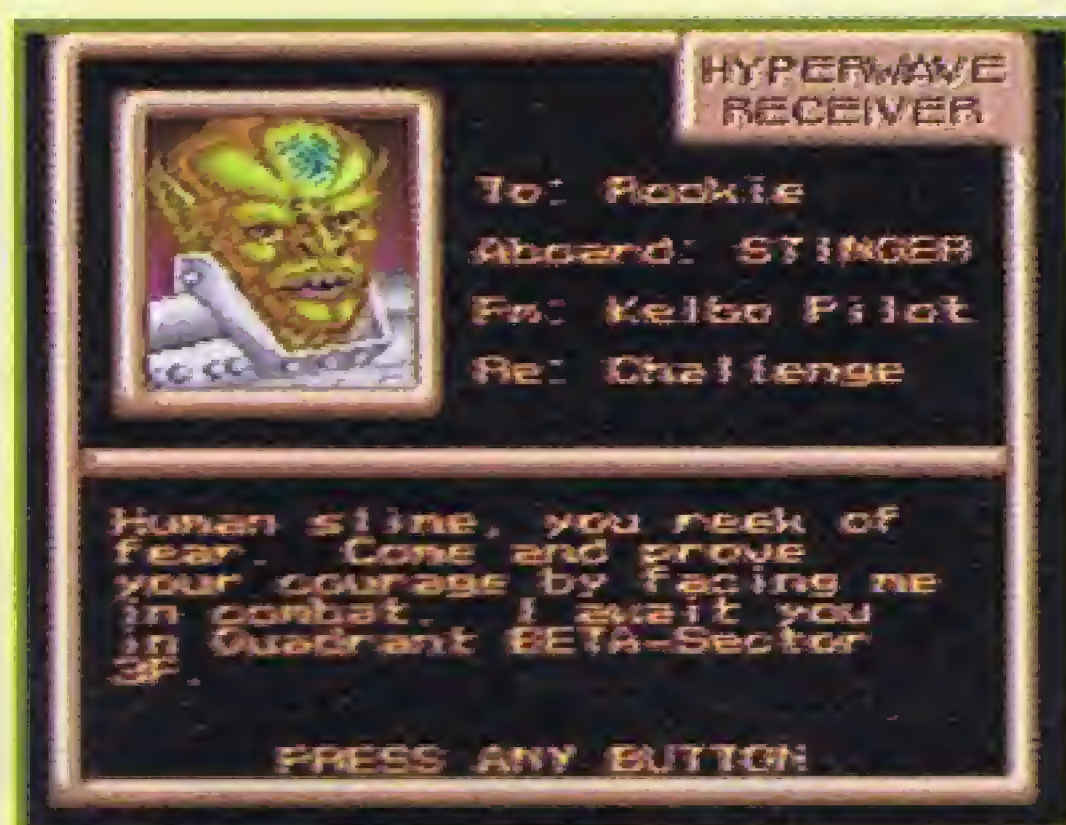 HYPERWAVE
RECEIVER
To: Rookie
Aboard: STINGER
Fm: Kelbo Pilot
Re: Challenge
Human slime, you reek of
fear. Come and prove
your courage by facing me
in combat. I await you
in Quadrant BETA-Sector
3F.
PRESS ANY BUTTON